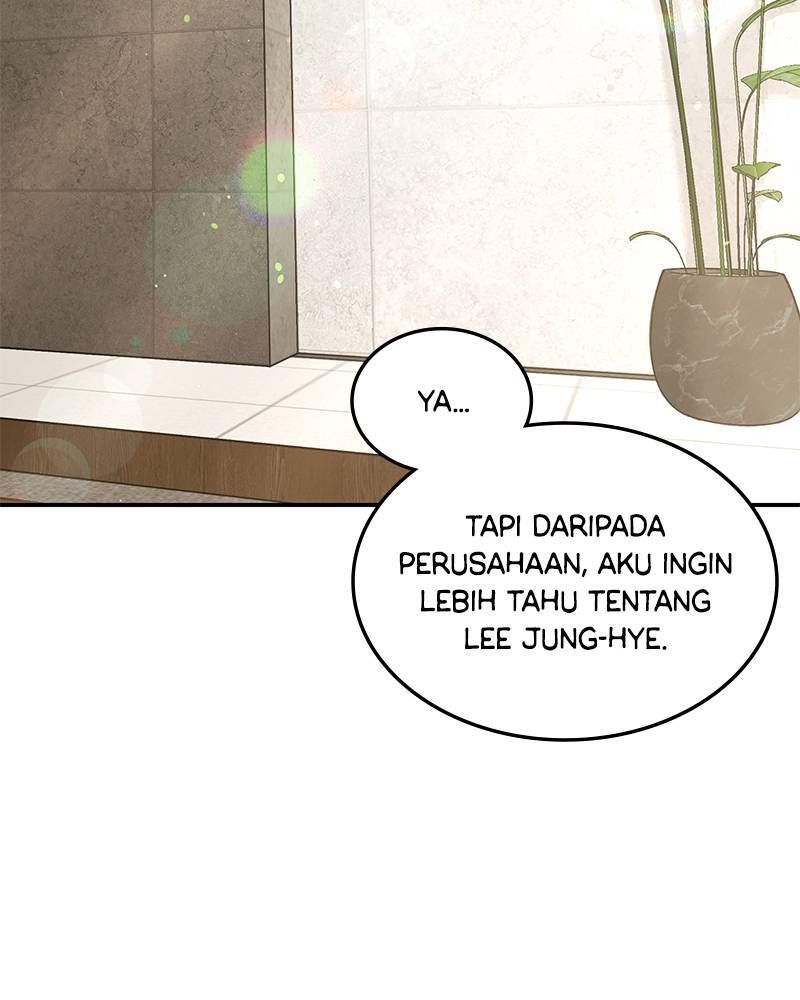 YA...
TAPI DARIPADA
PERUSAHAAN, AKU INGIN
LEBIH TAHU TENTANG
LEE JUNG-HYE.